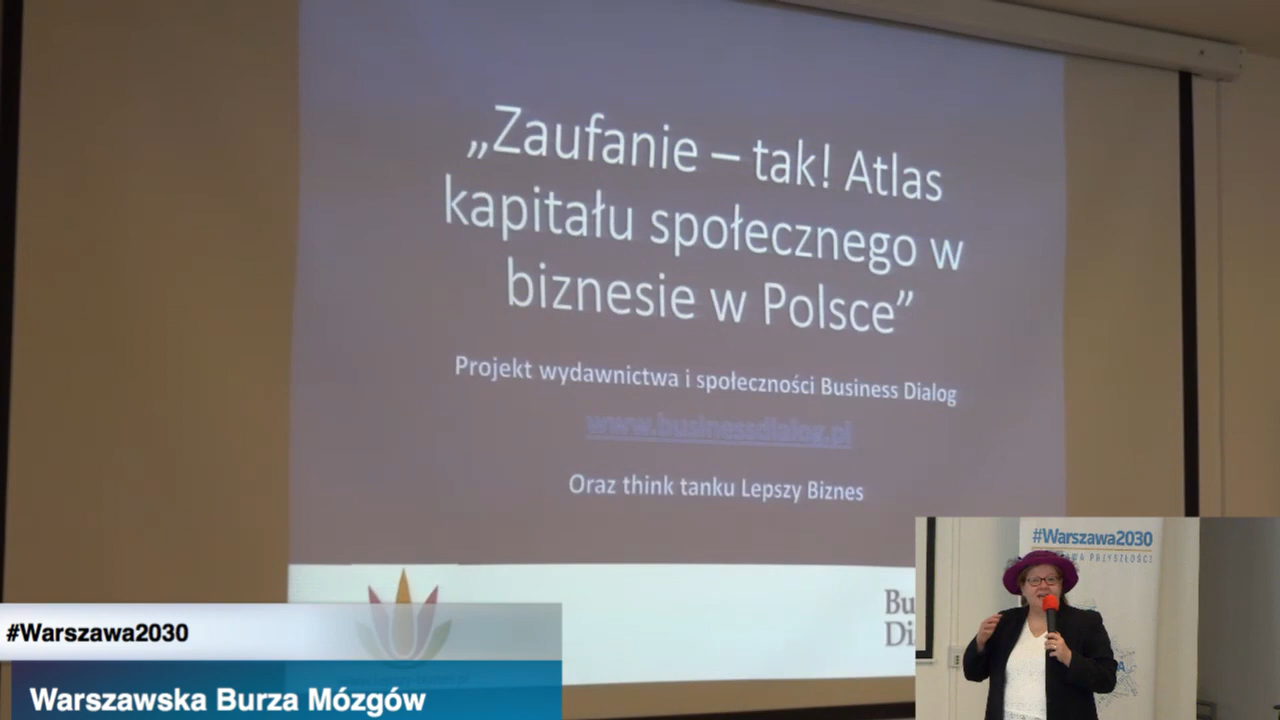 „Zaufanie – tak! Atlas
kapitału społecznego w
biznesie w Polsce”
Projekt wydawnictwa i społeczności Business Dialog
www.businessdialog.pl
Oraz think tanku Lepszy Biznes
#Warszawa2030
#Warszawa2030
Warszawska Burza Mózgów